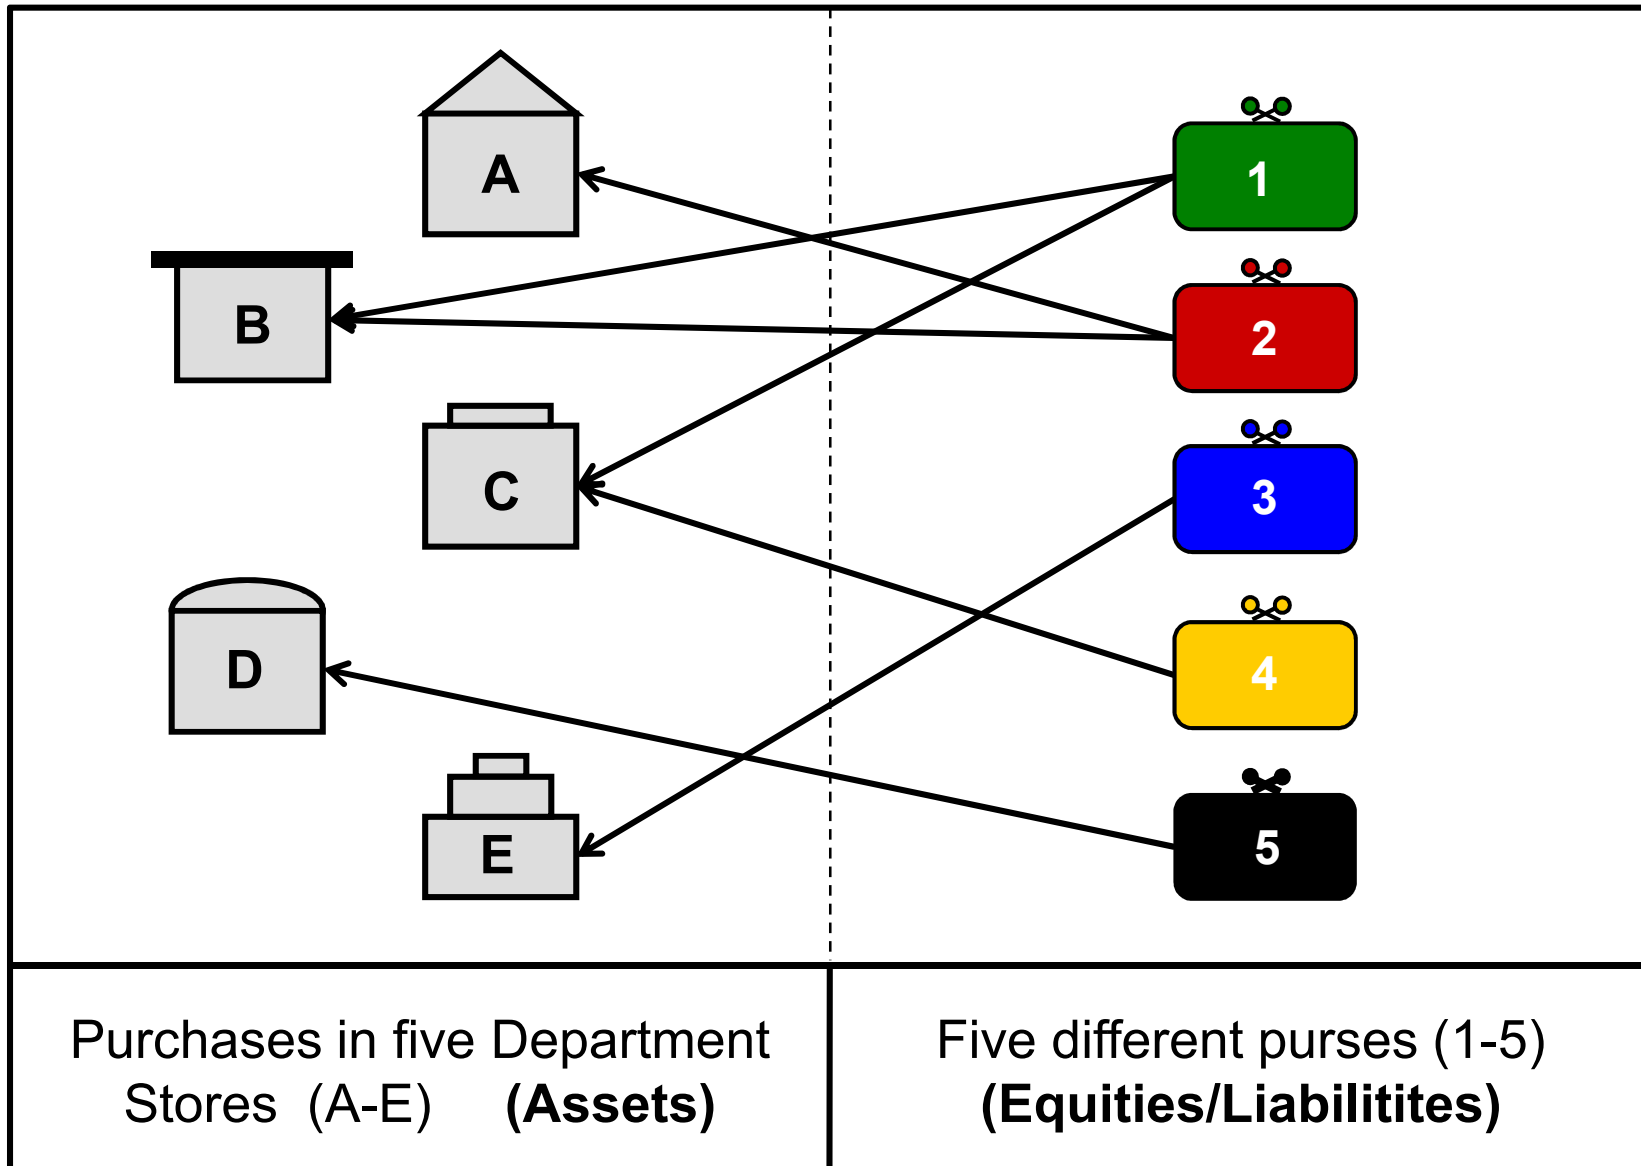 A
B
C
D
E
1
2
3
4
5
Purchases in five Department
Stores (A-E) (Assets)
Five different purses (1-5)
(Equities/Liabilitites)